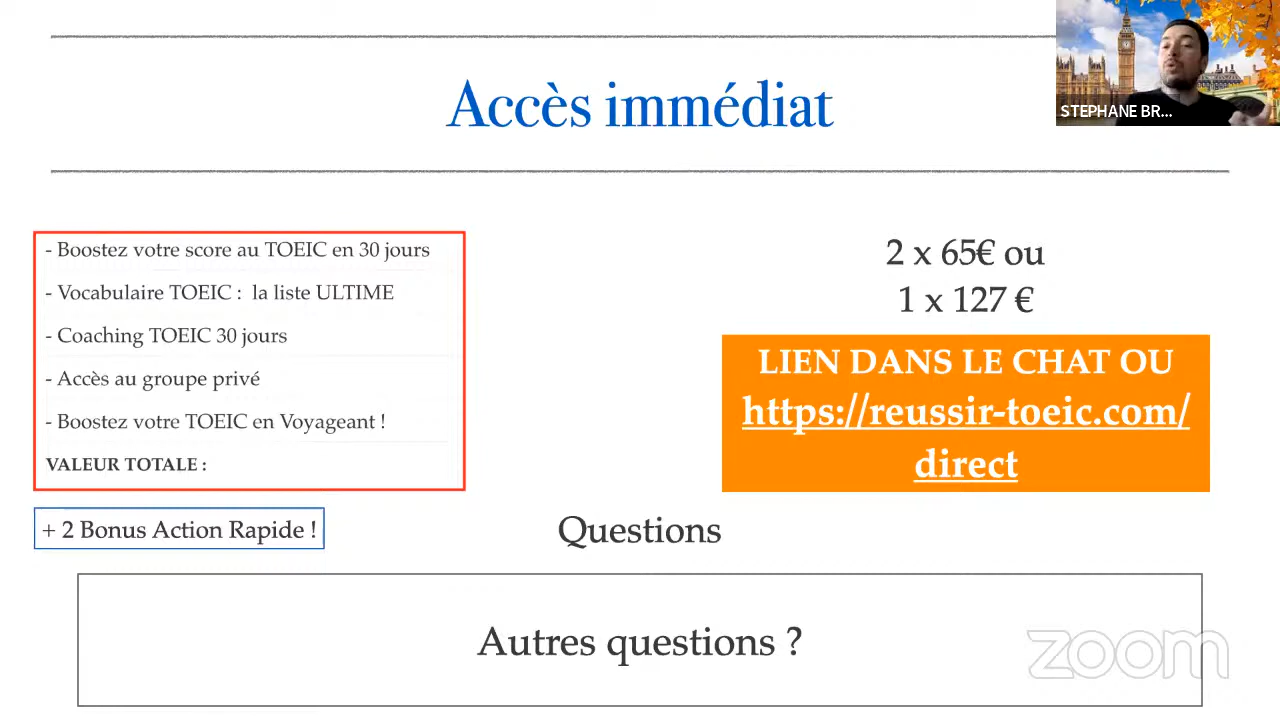 Accès immédiat
STEPHANE BR...
- Boostez votre score au TOEIC en 30 jours
- Vocabulaire TOEIC : la liste ULTIME
- Coaching TOEIC 30 jours
- Accès au groupe privé
- Boostez votre TOEIC en Voyageant !
VALEUR TOTALE :
+ 2 Bonus Action Rapide !
2 x 65€ ou
1 x 127 €
LIEN DANS LE CHAT OU
https://reussir-toeic.com/
direct
Questions
Autres questions ?
zoom